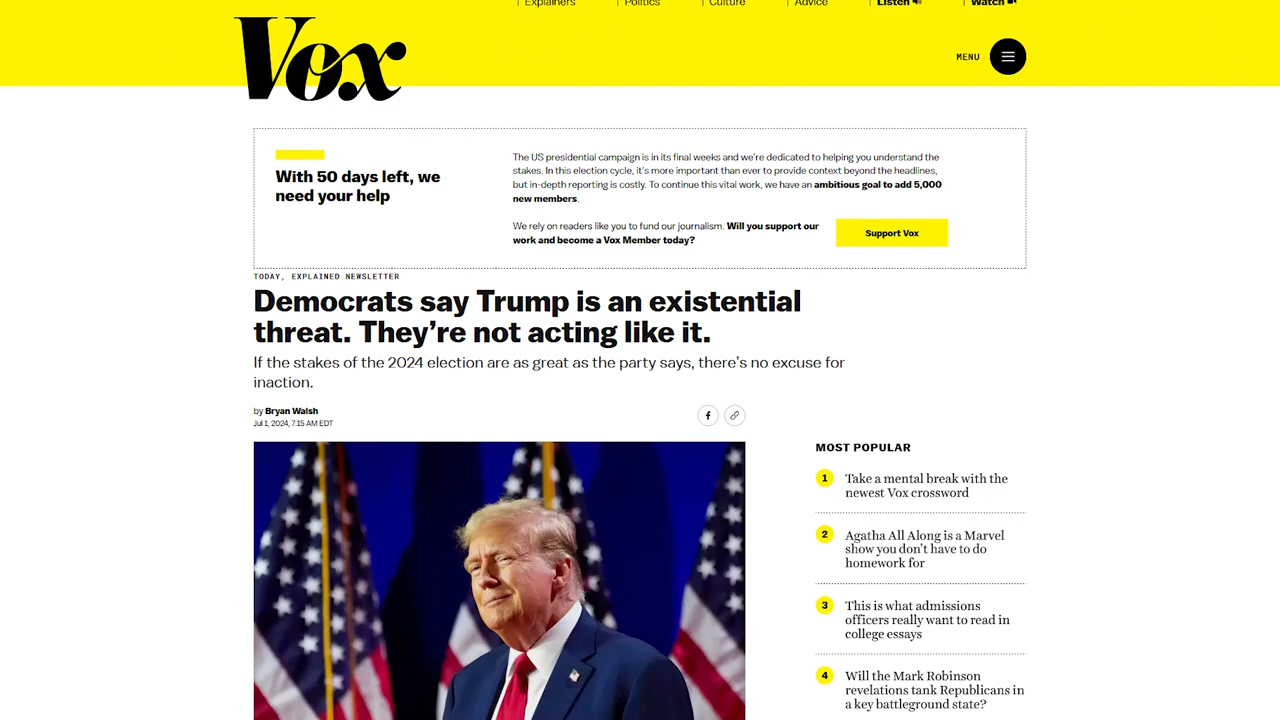 Explainers
Politics
Culture
Advice
Listen
Watch
Vox
MENU
With 50 days left, we
need your help
The US presidential campaign is in its final weeks and we're dedicated to helping you understand the
stakes. In this election cycle, it's more important than ever to provide context beyond the headlines,
but in-depth reporting is costly. To continue this vital work, we have an ambitious goal to add 5,000
new members.
We rely on readers like you to fund our journalism. Will you support our
work and become a Vox Member today?
Support Vox
TODAY, EXPLAINED NEWSLETTER
Democrats say Trump is an existential
threat. They’re not acting like it.
If the stakes of the 2024 election are as great as the party says, there’s no excuse for
inaction.
by Bryan Walsh
Jul 1, 2024, 7:15 AM EDT
MOST POPULAR
1 Take a mental break with the
newest Vox crossword
2 Agatha All Along is a Marvel
show you don’t have to do
homework for
3 This is what admissions
officers really want to read in
college essays
4 Will the Mark Robinson
revelations tank Republicans in
a key battleground state?